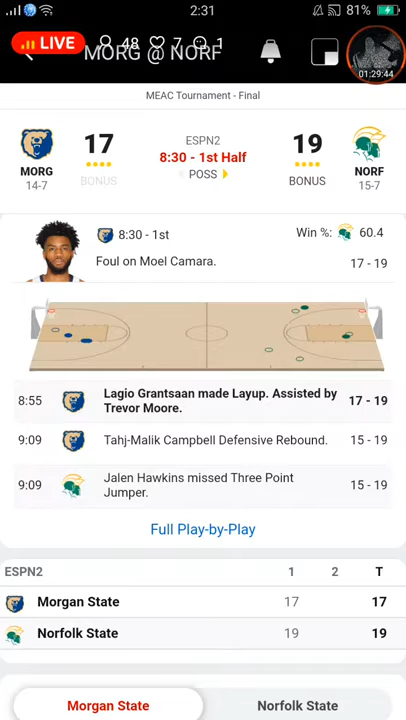 2:31
81%
LIVE
48
7
1
MORG @ NORF
01:29:44
MEAC Tournament - Final
MORG
14-7
17
BONUS
ESPN2
8:30 - 1st Half
POSS
19
BONUS
NORF
15-7
8:30 - 1st
Win %: 60.4
Foul on Moel Camara.
17 - 19
8:55
Lagio Grantsaan made Layup. Assisted by
Trevor Moore.
17 - 19
9:09
Tahj-Malik Campbell Defensive Rebound.
15 - 19
9:09
Jalen Hawkins missed Three Point
Jumper.
15 - 19
Full Play-by-Play
ESPN2 1 2 T
Morgan State 17 17
Norfolk State 19 19
Morgan State
Norfolk State